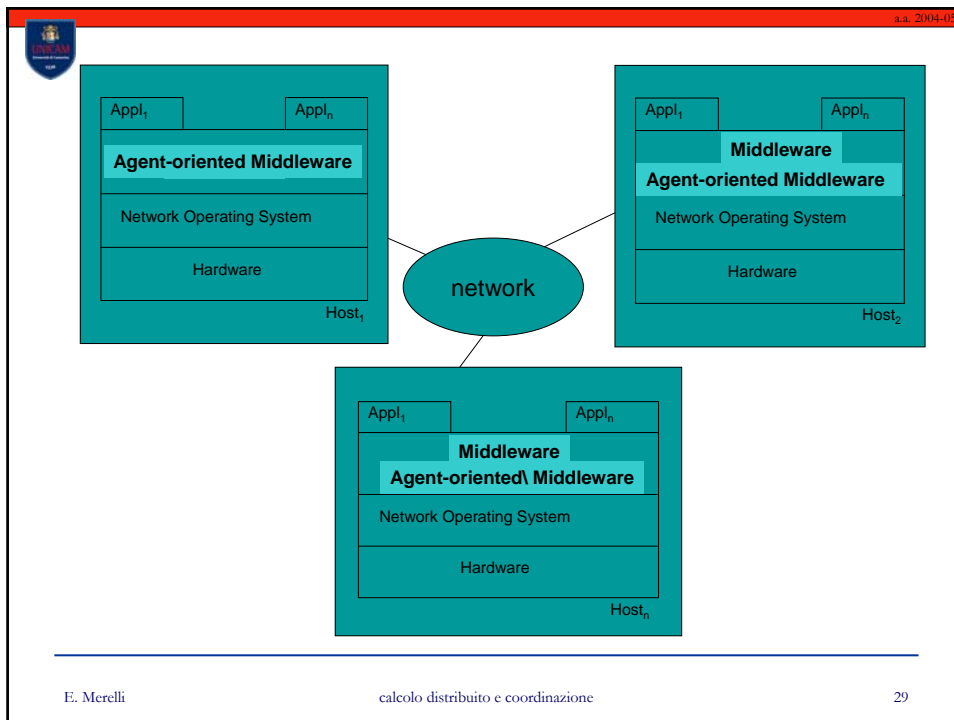 a.a. 2004-05
UNICAM
Appl1 Appln
Agent-oriented Middleware
Network Operating System
Hardware
Host1
Appl1 Appln
Middleware
Agent-oriented Middleware
Network Operating System
Hardware
Host2
network
Appl1 Appln
Middleware
Agent-oriented\ Middleware
Network Operating System
Hardware
Hostn
E. Merelli calcolo distribuito e coordinazione 29